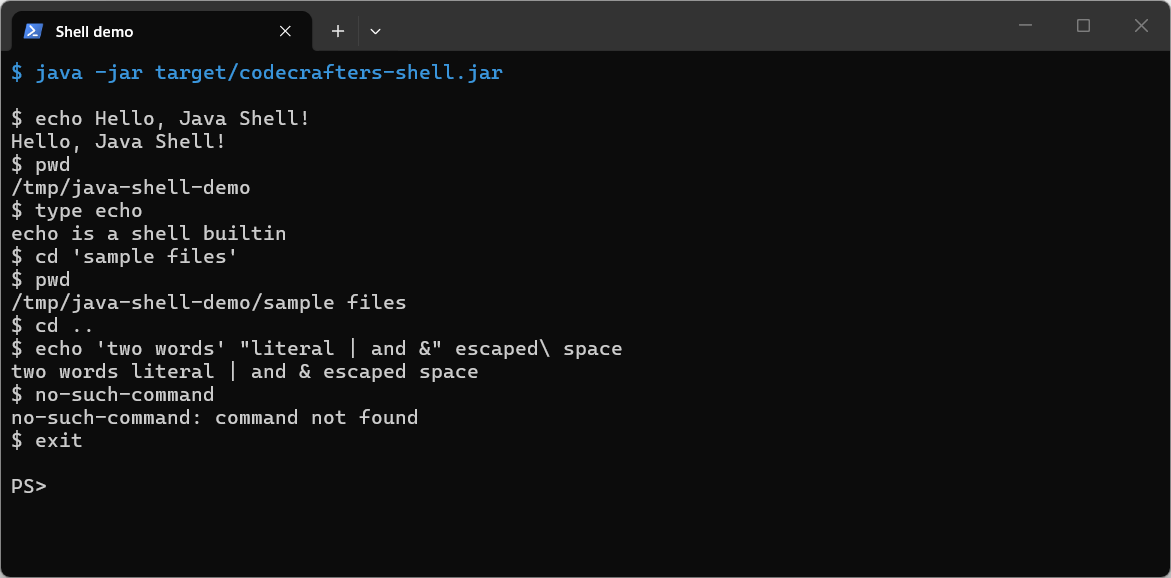 Shell demo
$ java -jar target/codecrafters-shell.jar
$ echo Hello, Java Shell!
Hello, Java Shell!
$ pwd
/tmp/java-shell-demo
$ type echo
echo is a shell builtin
$ cd 'sample files'
$ pwd
/tmp/java-shell-demo/sample files
$ cd ..
$ echo 'two words' "literal | and &" escaped\ space
two words literal | and & escaped space
$ no-such-command
no-such-command: command not found
$ exit
PS>